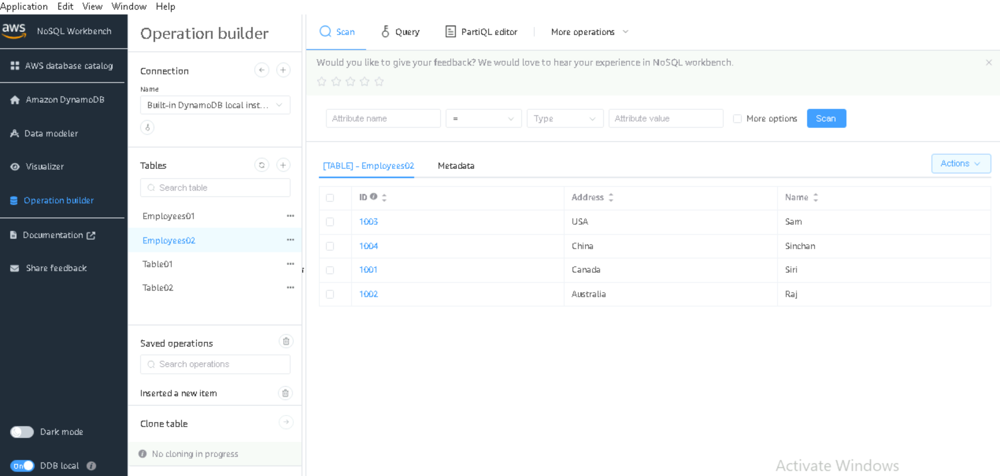 Application Edit View Window Help
aws NoSQL Workbench
AWS database catalog
Amazon DynamoDB
Data modeler
Visualizer
Operation builder
Documentation
Share feedback
Dark mode
On DDB local
Operation builder
Connection
Name
Built-in DynamoDB local inst...
Tables
Search table
Employees01
Employees02
Table01
Table02
Saved operations
Search operations
Inserted a new item
Clone table
No cloning in progress
Scan Query PartiQL editor More operations
Would you like to give your feedback? We would love to hear your experience in NoSQL workbench.
Attribute name = Type Attribute value More options Scan
[TABLE] - Employees02 Metadata Actions
ID Address Name
1003 USA Sam
1004 China Sinchan
1001 Canada Siri
1002 Australia Raj
Activate Windows